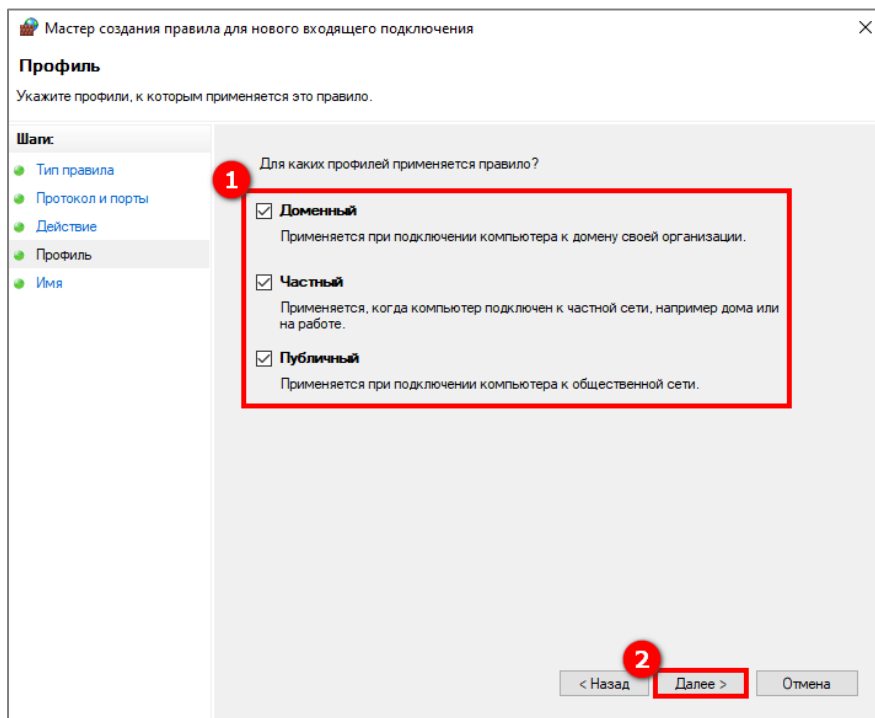 Мастер создания правила для нового входящего подключения
Профиль
Укажите профили, к которым применяется это правило.
Шаги:
Тип правила
Протокол и порты
Действие
Профиль
Имя
Для каких профилей применяется правило?
1
Доменный
Применяется при подключении компьютера к домену своей организации.
Частный
Применяется, когда компьютер подключен к частной сети, например дома или
на работе.
Публичный
Применяется при подключении компьютера к общественной сети.
2
< Назад
Далее >
Отмена